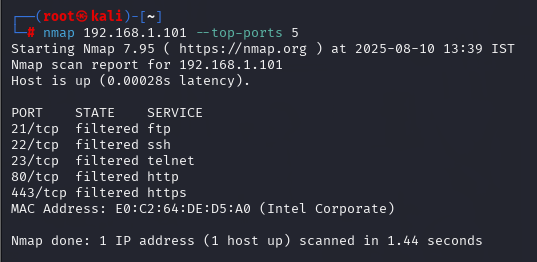 ┌──(root㉿kali)-[~]
└─# nmap 192.168.1.101 --top-ports 5
Starting Nmap 7.95 ( https://nmap.org ) at 2025-08-10 13:39 IST
Nmap scan report for 192.168.1.101
Host is up (0.00028s latency).

PORT    STATE    SERVICE
21/tcp  filtered ftp
22/tcp  filtered ssh
23/tcp  filtered telnet
80/tcp  filtered http
443/tcp filtered https
MAC Address: E0:C2:64:DE:D5:A0 (Intel Corporate)

Nmap done: 1 IP address (1 host up) scanned in 1.44 seconds